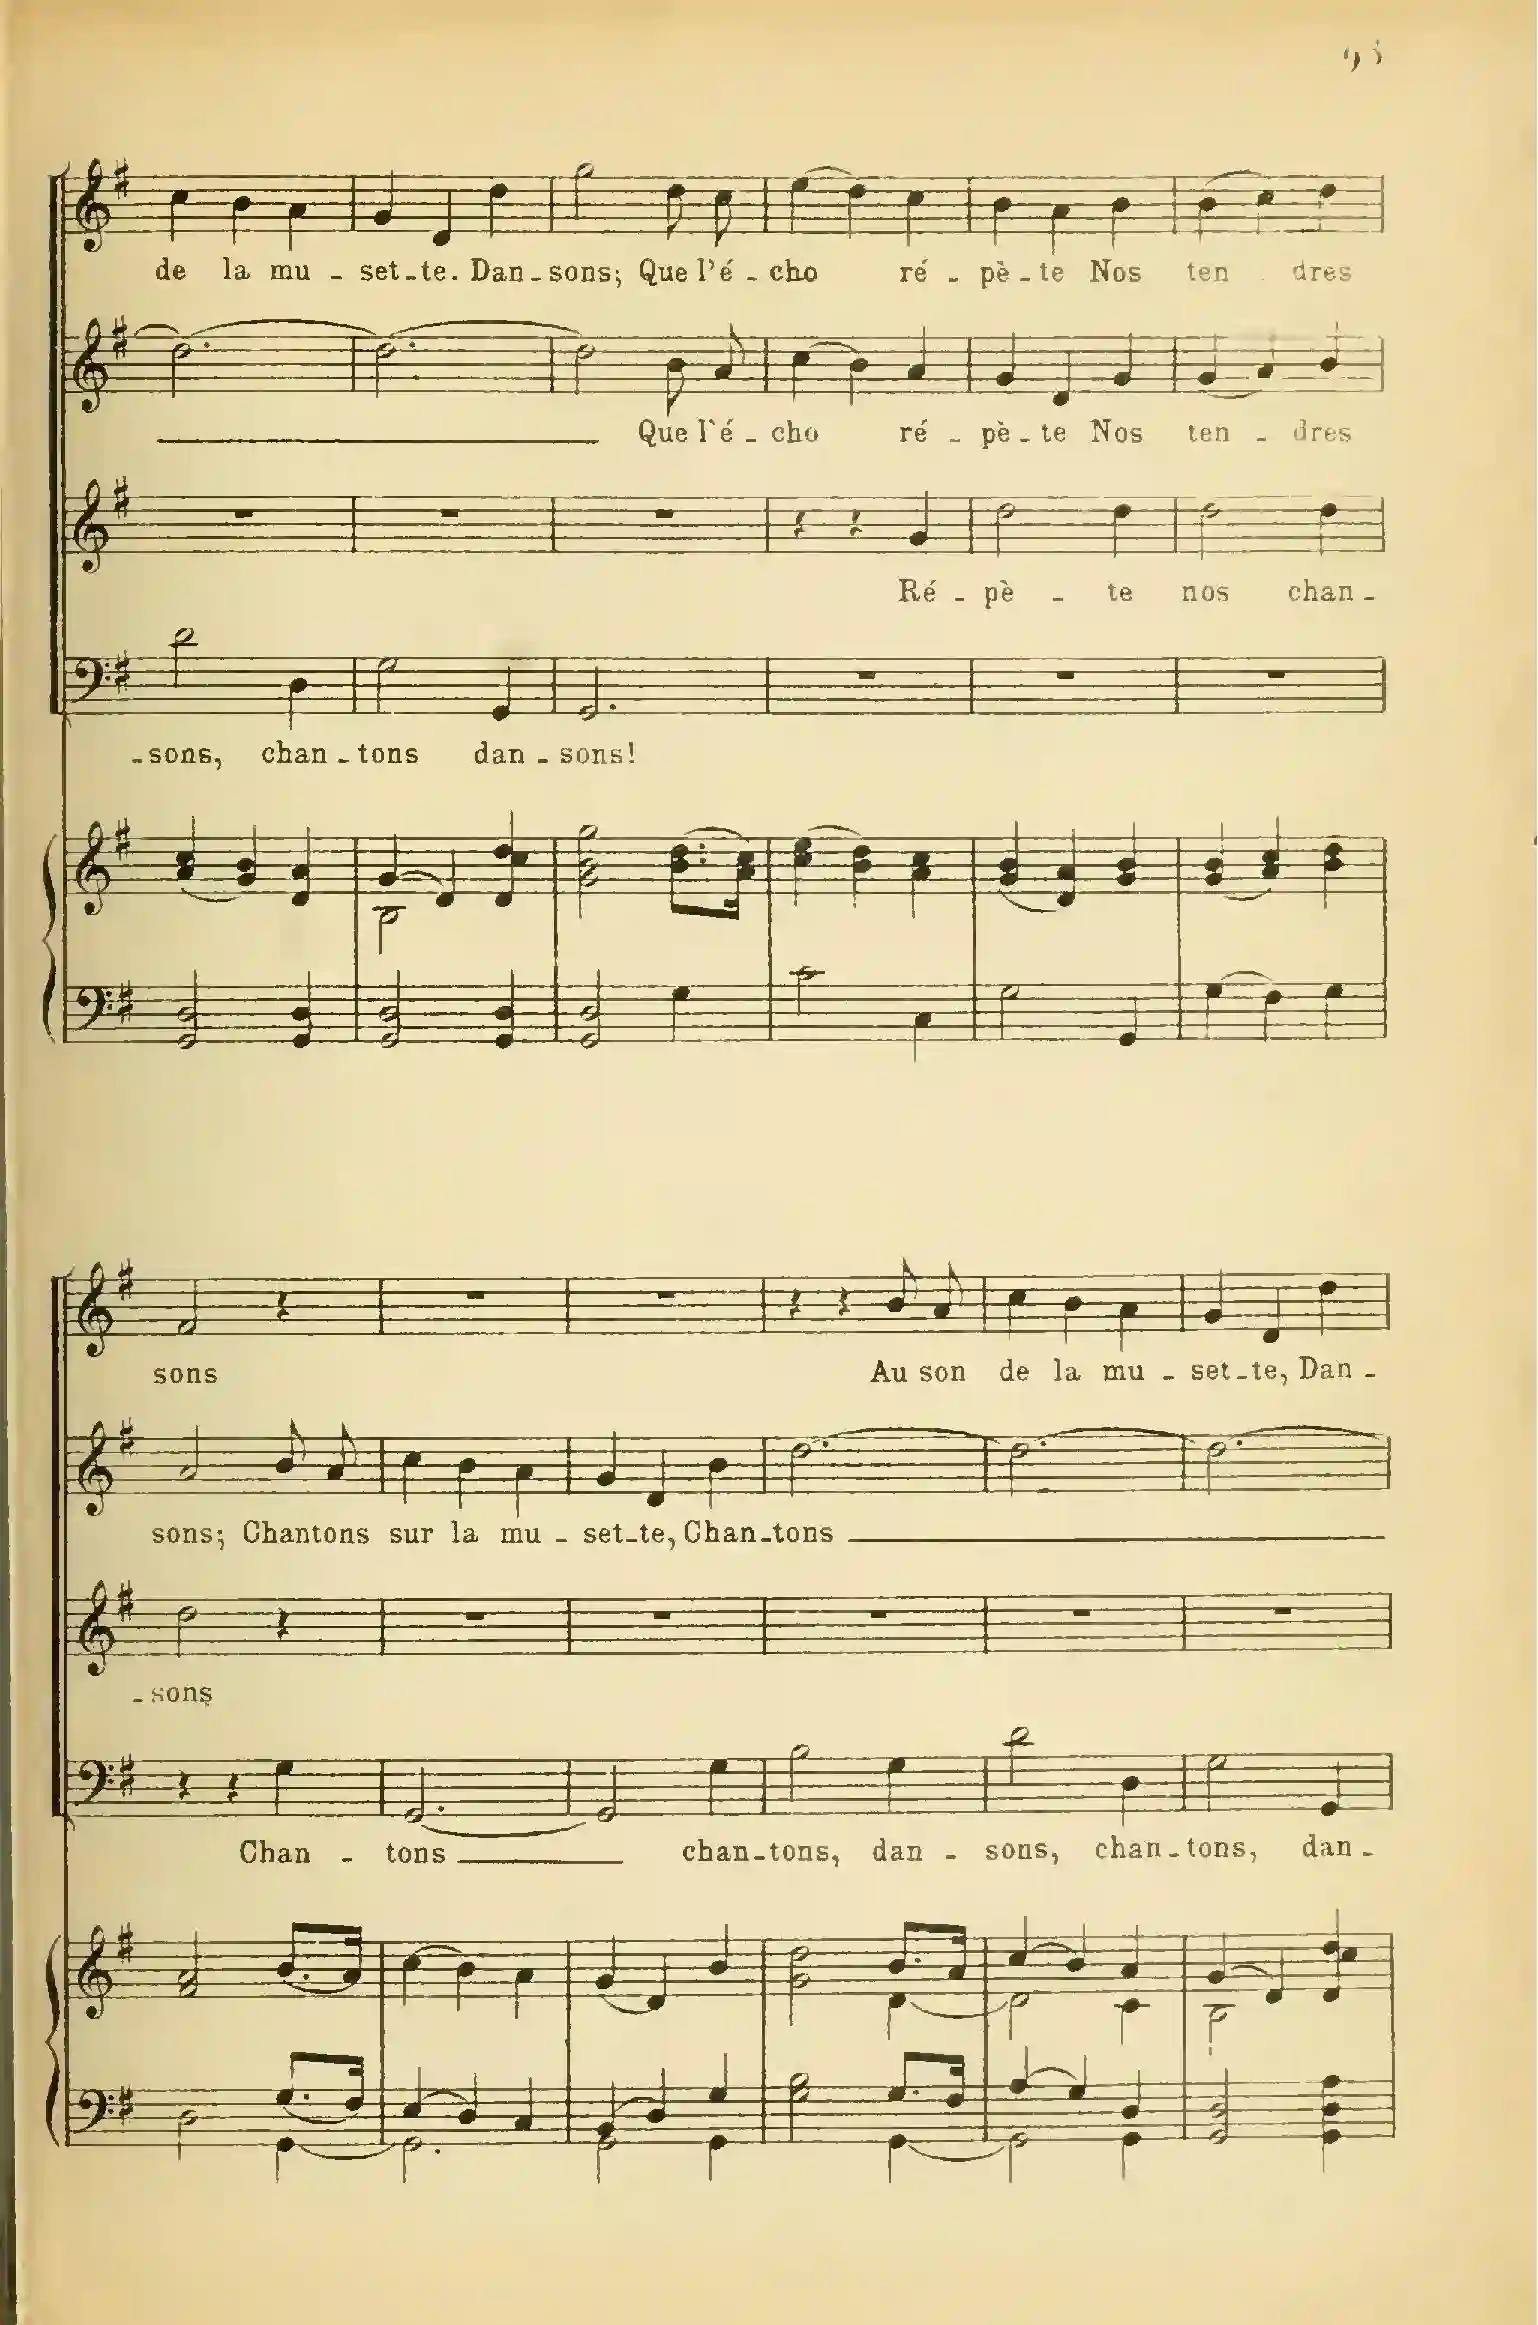 de la mu - set-te. Dan-sons; Que l'é-cho ré - pè-te Nos ten dres
Que l'é-cho ré - pè-te Nos ten - dres
Ré - pè - te nos chan-
-sons, chan-tons dan-sons!
sons Au son de la mu - set-te, Dan-
sons; Chantons sur la mu - set-te, Chan-tons
-sons
Chan - tons chan-tons, dan - sons, chan-tons, dan-